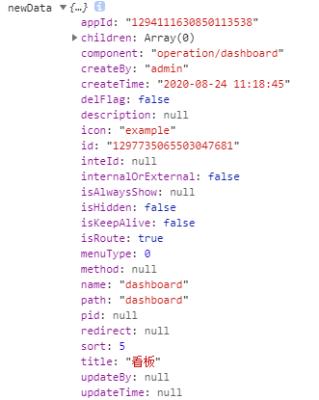 newData ▼{…} i
appId: "1294111630850113538"
▶ children: Array(0)
component: "operation/dashboard"
createBy: "admin"
createTime: "2020-08-24 11:18:45"
delFlag: false
description: null
icon: "example"
id: "1297735065503047681"
inteId: null
internalOrExternal: false
isAlwaysShow: null
isHidden: false
isKeepAlive: false
isRoute: true
menuType: 0
method: null
name: "dashboard"
path: "dashboard"
pid: null
redirect: null
sort: 5
title: "看板"
updateBy: null
updateTime: null